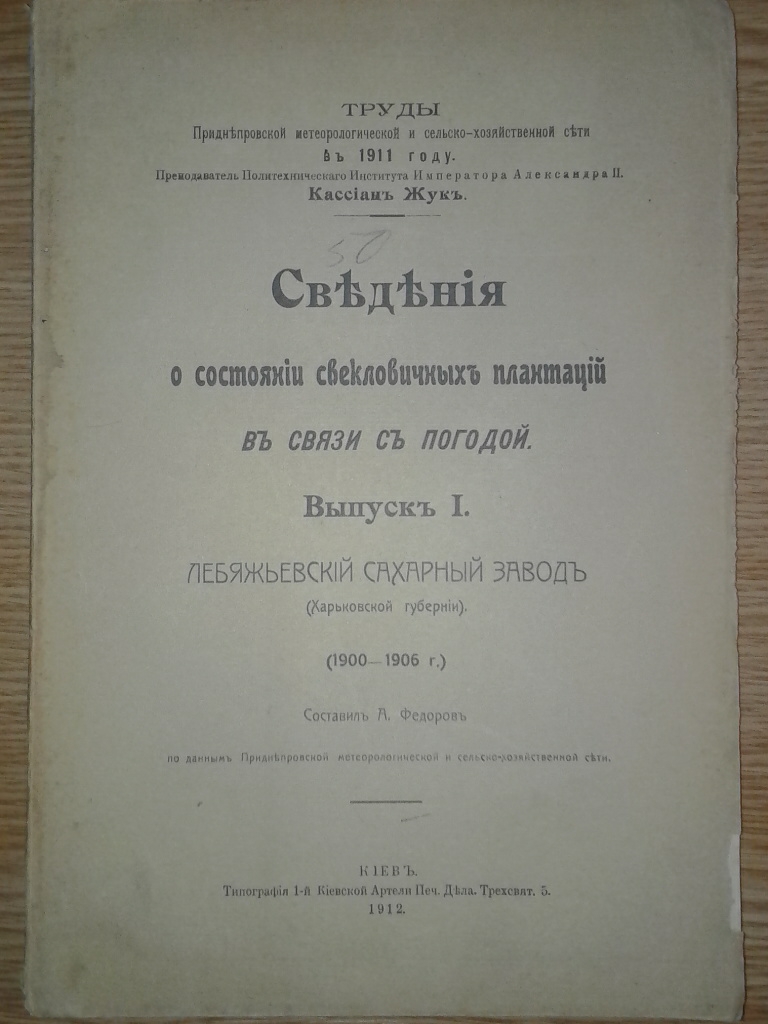 ТРУДЫ
Приднѣпровской метеорологической и сельско-хозяйственной сѣти
въ 1911 году.
Преподаватель Политехническаго Института Императора Александра II.
Кассіанъ Жукъ.
50
Свѣдѣнія
о состояніи свекловичныхъ плантацій
въ связи съ погодой.
Выпускъ I.
ЛЕБЯЖЬЕВСКІЙ САХАРНЫЙ ЗАВОДЪ
(Харьковской губерніи).
(1900—1906 г.)
Составилъ А. Федоровъ
по даннымъ Приднѣпровской метеорологической и сельско-хозяйственной сѣти.
КІЕВЪ.
Типографія 1-й Кіевской Артели Печ. Дѣла. Трехсвят. 5.
1912.